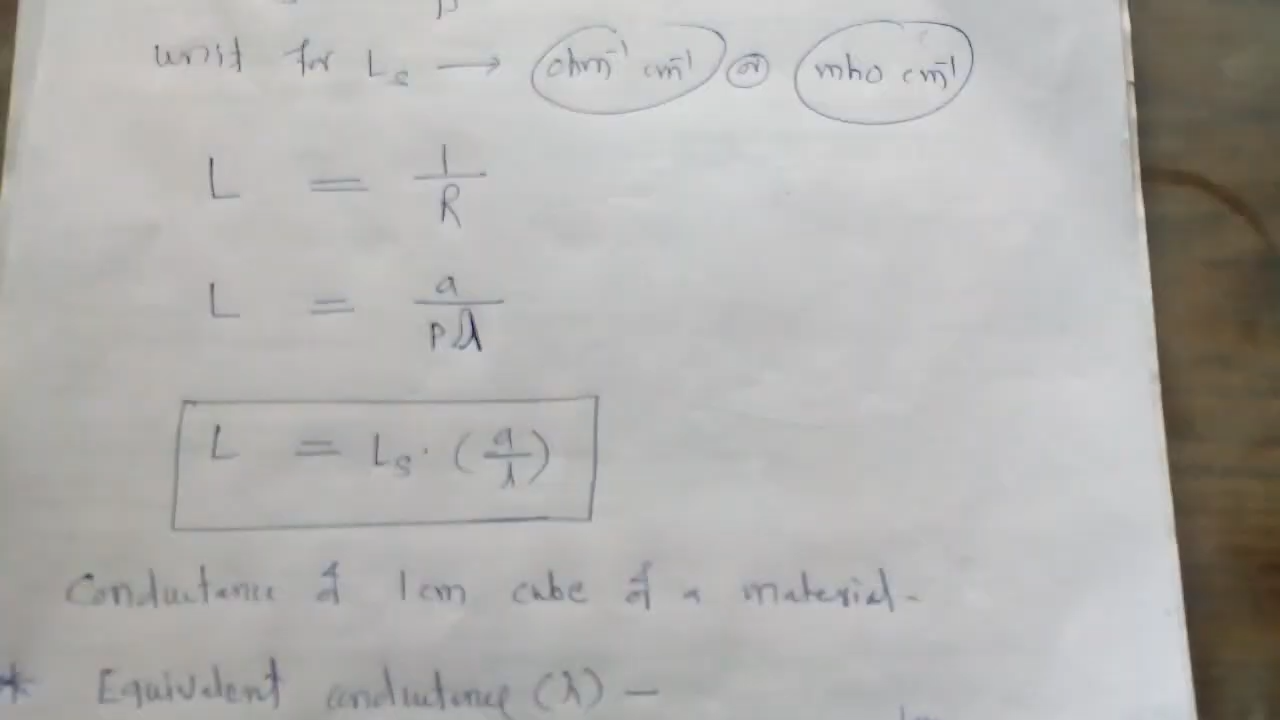 unit for Ls → ohm⁻¹ cm⁻¹ or mho cm⁻¹
L = 1/R
L = a/ρl
L = Ls. (a/l)
Conductance of 1cm cube of a material.
* Equivalent conductance (λ) –